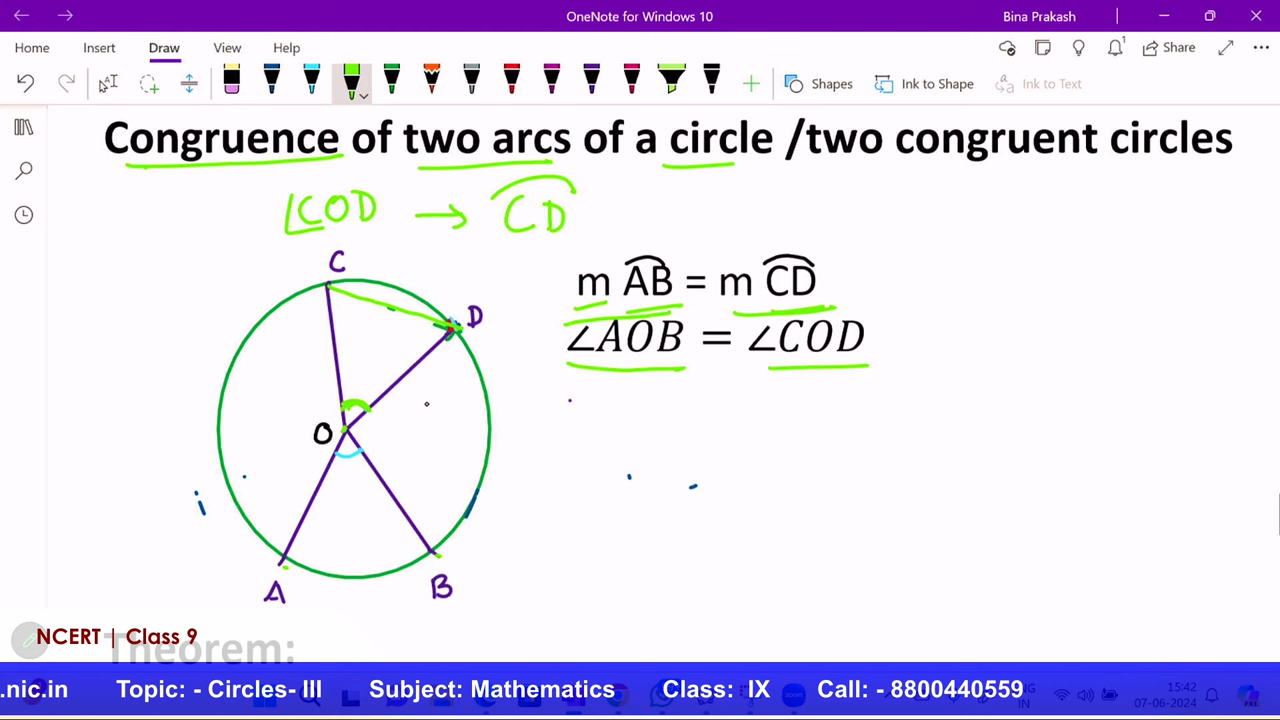 OneNote for Windows 10
Bina Prakash
Home Insert Draw View Help
1
Share
Shapes
Ink to Shape
Ink to Text
Congruence of two arcs of a circle /two congruent circles
∠COD → CD
C
D
m AB = m CD
∠AOB = ∠COD
O
A
B
NCERT | Class 9
Theorem:
.nic.in Topic: - Circles- III Subject: Mathematics Class: IX Call: - 8800440559
15:42
IN
07-06-2024